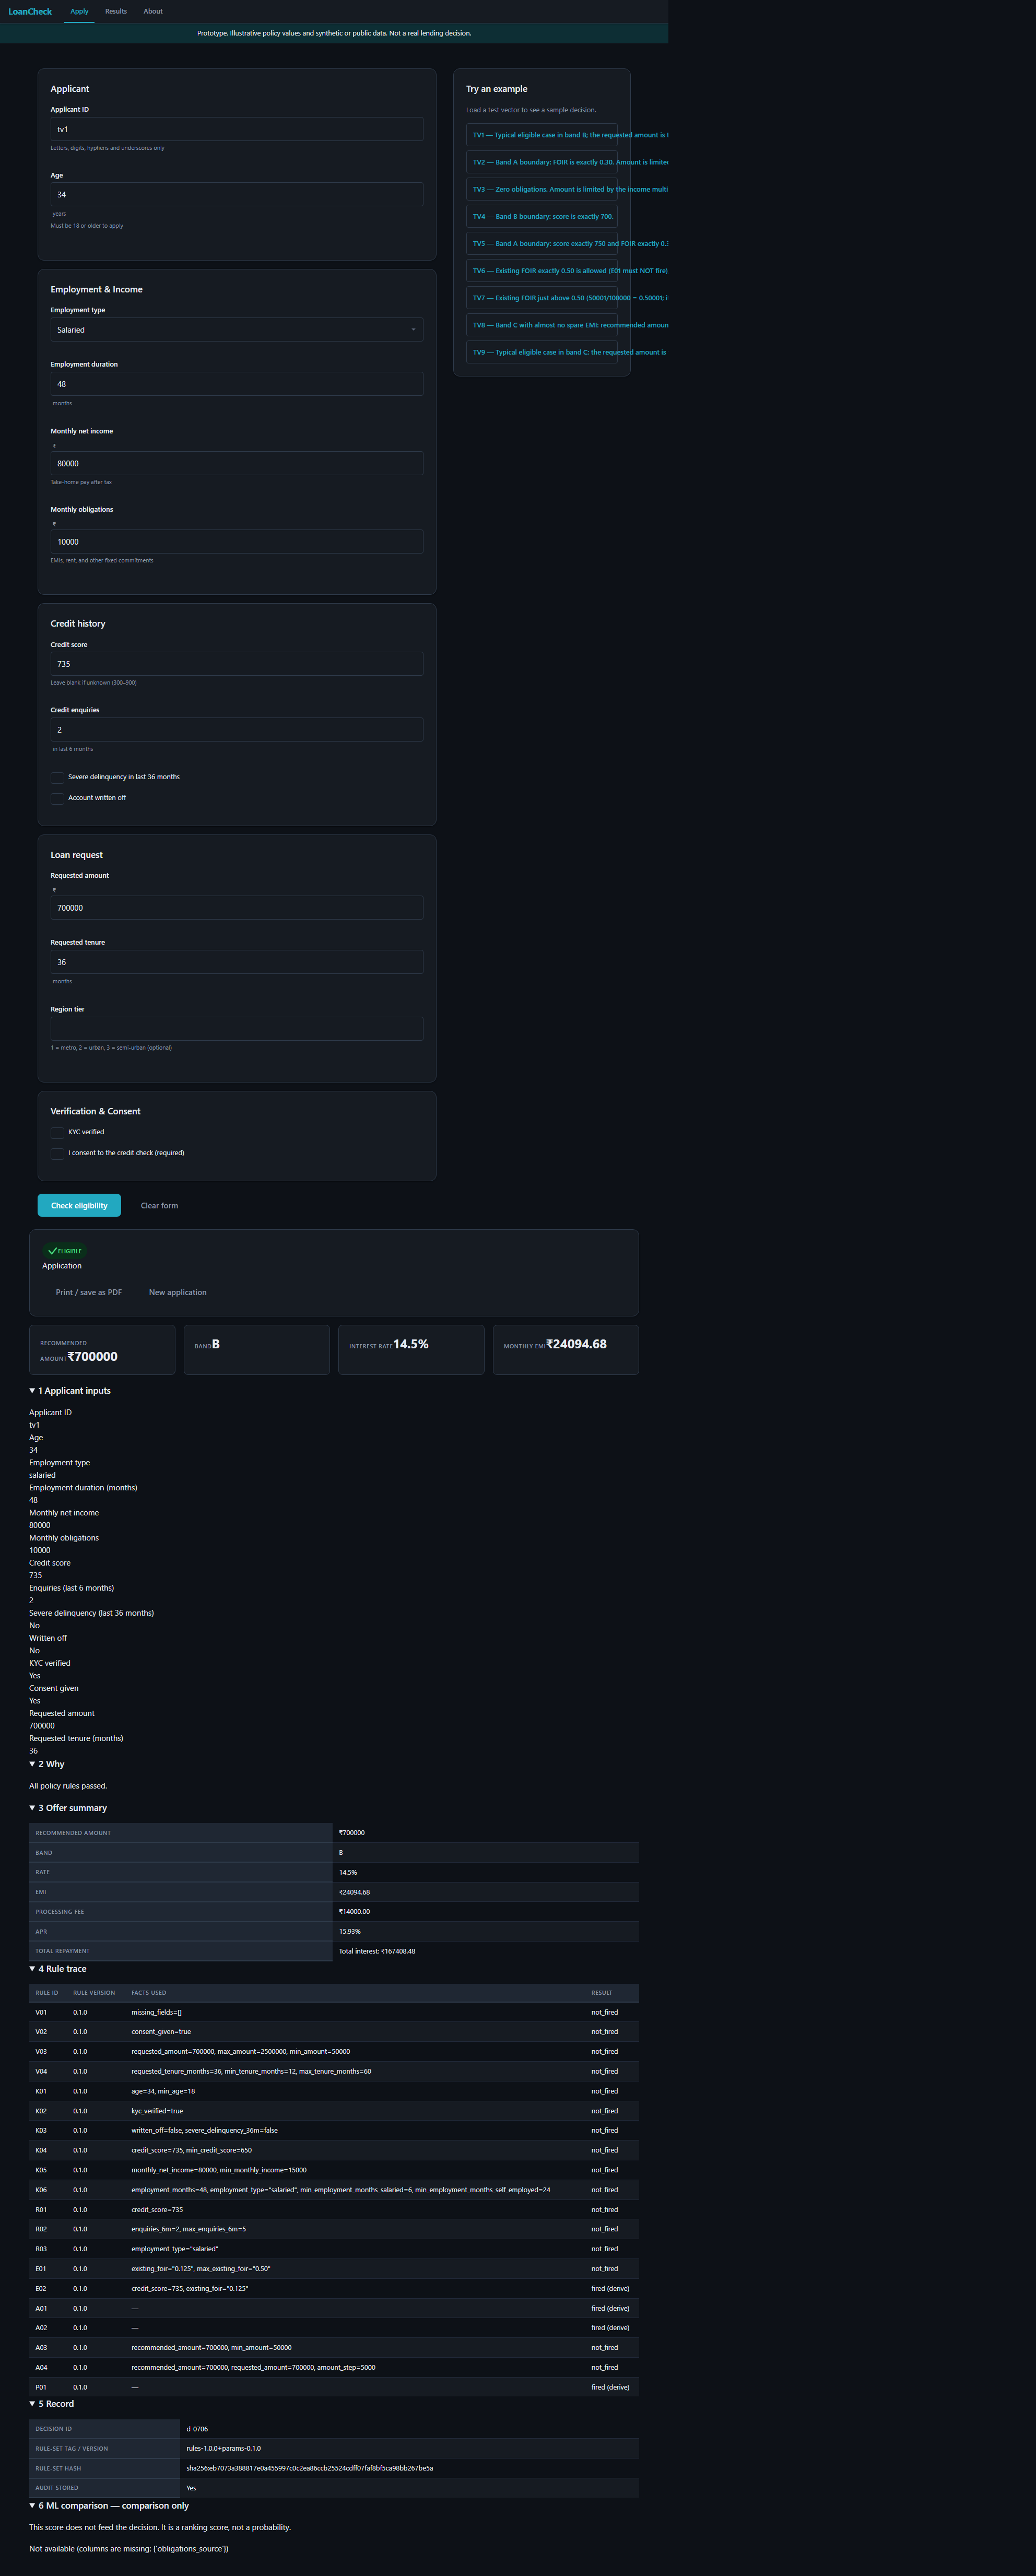 LoanCheck Apply Results About
Prototype. Illustrative policy values and synthetic or public data. Not a real lending decision.
Applicant
Applicant ID
tv1
Letters, digits, hyphens and underscores only
Age
34
years
Must be 18 or older to apply
Employment & Income
Employment type
Salaried
Employment duration
48
months
Monthly net income
₹
80000
Take-home pay after tax
Monthly obligations
₹
10000
EMIs, rent, and other fixed commitments
Credit history
Credit score
735
Leave blank if unknown (300–900)
Credit enquiries
2
in last 6 months
Severe delinquency in last 36 months
Account written off
Loan request
Requested amount
₹
700000
Requested tenure
36
months
Region tier
1 = metro, 2 = urban, 3 = semi-urban (optional)
Verification & Consent
KYC verified
I consent to the credit check (required)
Check eligibility Clear form
Try an example
Load a test vector to see a sample decision.
TV1 — Typical eligible case in band B: the requested amount is
TV2 — Band A boundary: FOIR is exactly 0.30. Amount is limited
TV3 — Zero obligations. Amount is limited by the income multi
TV4 — Band B boundary: score is exactly 700.
TV5 — Band A boundary: score exactly 750 and FOIR exactly 0.3
TV6 — Existing FOIR exactly 0.50 is allowed (E01 must NOT fire)
TV7 — Existing FOIR just above 0.50 (50001/100000 = 0.50001;
TV8 — Band C with almost no spare EMI: recommended amoun
TV9 — Typical eligible case in band C; the requested amount is
ELIGIBLE
Application
Print / save as PDF New application
RECOMMENDED
AMOUNT₹700000
BANDB
INTEREST RATE14.5%
MONTHLY EMI₹24094.68
▼ 1 Applicant inputs
Applicant ID
tv1
Age
34
Employment type
salaried
Employment duration (months)
48
Monthly net income
80000
Monthly obligations
10000
Credit score
735
Enquiries (last 6 months)
2
Severe delinquency (last 36 months)
No
Written off
No
KYC verified
Yes
Consent given
Yes
Requested amount
700000
Requested tenure (months)
36
▼ 2 Why
All policy rules passed.
▼ 3 Offer summary
RECOMMENDED AMOUNT ₹700000
BAND B
RATE 14.5%
EMI ₹24094.68
PROCESSING FEE ₹14000.00
APR 15.93%
TOTAL REPAYMENT Total interest: ₹167408.48
▼ 4 Rule trace
RULE ID RULE VERSION FACTS USED RESULT
V01 0.1.0 missing_fields=[] not_fired
V02 0.1.0 consent_given=true not_fired
V03 0.1.0 requested_amount=700000, max_amount=2500000, min_amount=50000 not_fired
V04 0.1.0 requested_tenure_months=36, min_tenure_months=12, max_tenure_months=60 not_fired
K01 0.1.0 age=34, min_age=18 not_fired
K02 0.1.0 kyc_verified=true not_fired
K03 0.1.0 written_off=false, severe_delinquency_36m=false not_fired
K04 0.1.0 credit_score=735, min_credit_score=650 not_fired
K05 0.1.0 monthly_net_income=80000, min_monthly_income=15000 not_fired
K06 0.1.0 employment_months=48, employment_type="salaried", min_employment_months_salaried=6, min_employment_months_self_employed=24 not_fired
R01 0.1.0 credit_score=735 not_fired
R02 0.1.0 enquiries_6m=2, max_enquiries_6m=5 not_fired
R03 0.1.0 employment_type="salaried" not_fired
E01 0.1.0 existing_foir="0.125", max_existing_foir="0.50" not_fired
E02 0.1.0 credit_score=735, existing_foir="0.125" fired (derive)
A01 0.1.0 — fired (derive)
A02 0.1.0 — fired (derive)
A03 0.1.0 recommended_amount=700000, min_amount=50000 not_fired
A04 0.1.0 recommended_amount=700000, requested_amount=700000, amount_step=5000 not_fired
P01 0.1.0 — fired (derive)
▼ 5 Record
DECISION ID d-0706
RULE-SET TAG / VERSION rules-1.0.0+params-0.1.0
RULE-SET HASH sha256:eb7073a388817e0a455997c0c2ea86ccb25524cdff07faf8bf5ca98bb267be5a
AUDIT STORED Yes
▼ 6 ML comparison — comparison only
This score does not feed the decision. It is a ranking score, not a probability.
Not available (columns are missing: {'obligations_source'})